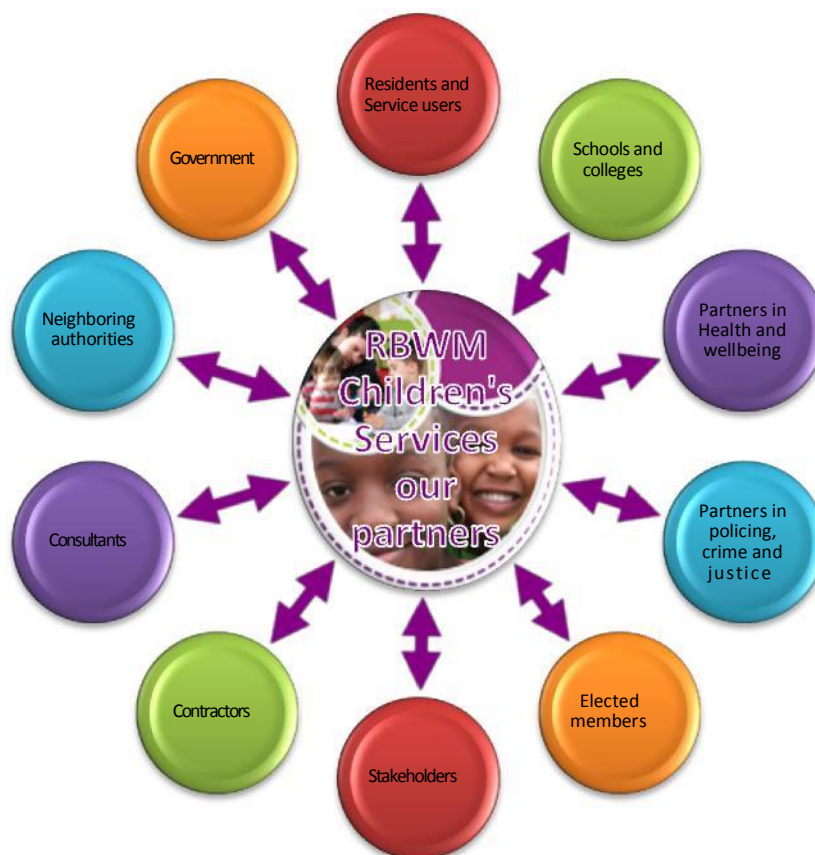 Residents and
Service users
Schools and
colleges
Partners in
Health and
wellbeing
Partners in
policing,
crime and
justice
Elected
members
Stakeholders
Contractors
Consultants
Neighboring
authorities
Government
RBWM
Children's
Services
our
partners